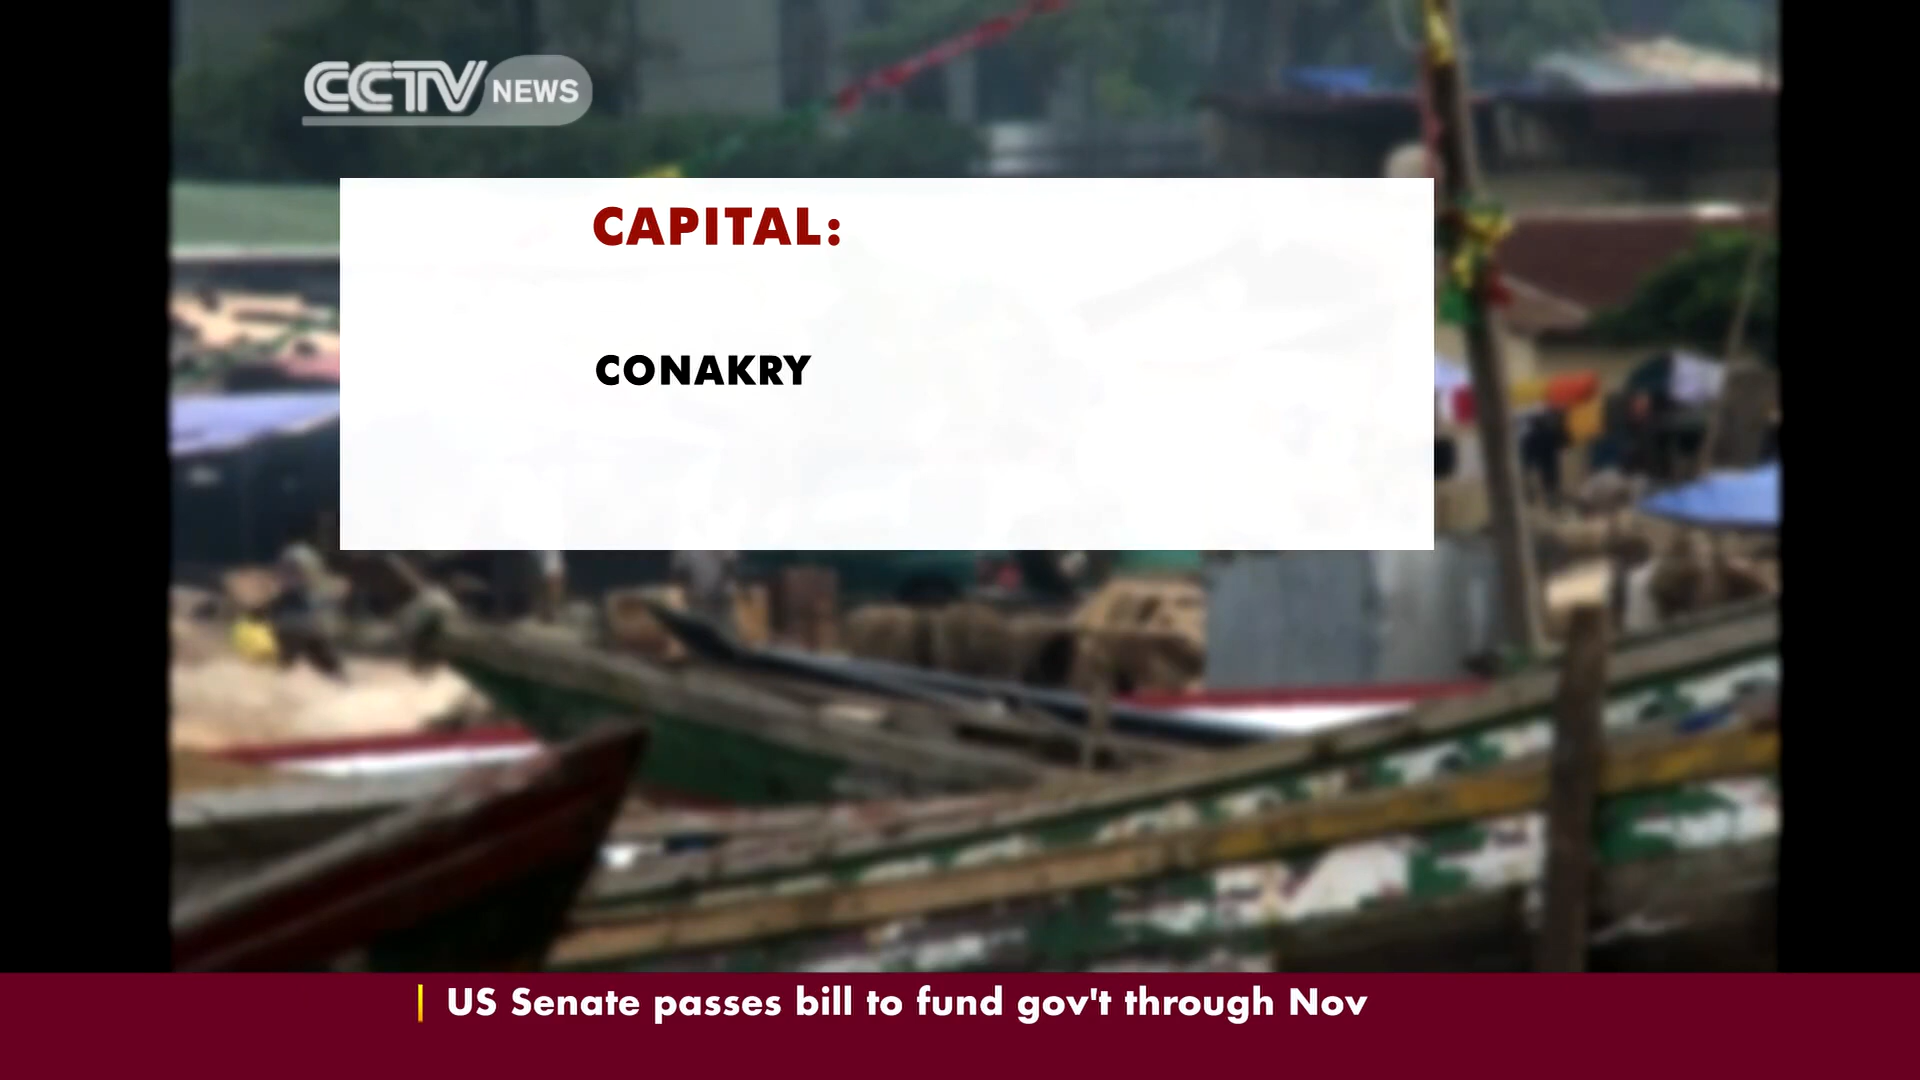 CCTV NEWS
CAPITAL:
CONAKRY
US Senate passes bill to fund gov't through Nov